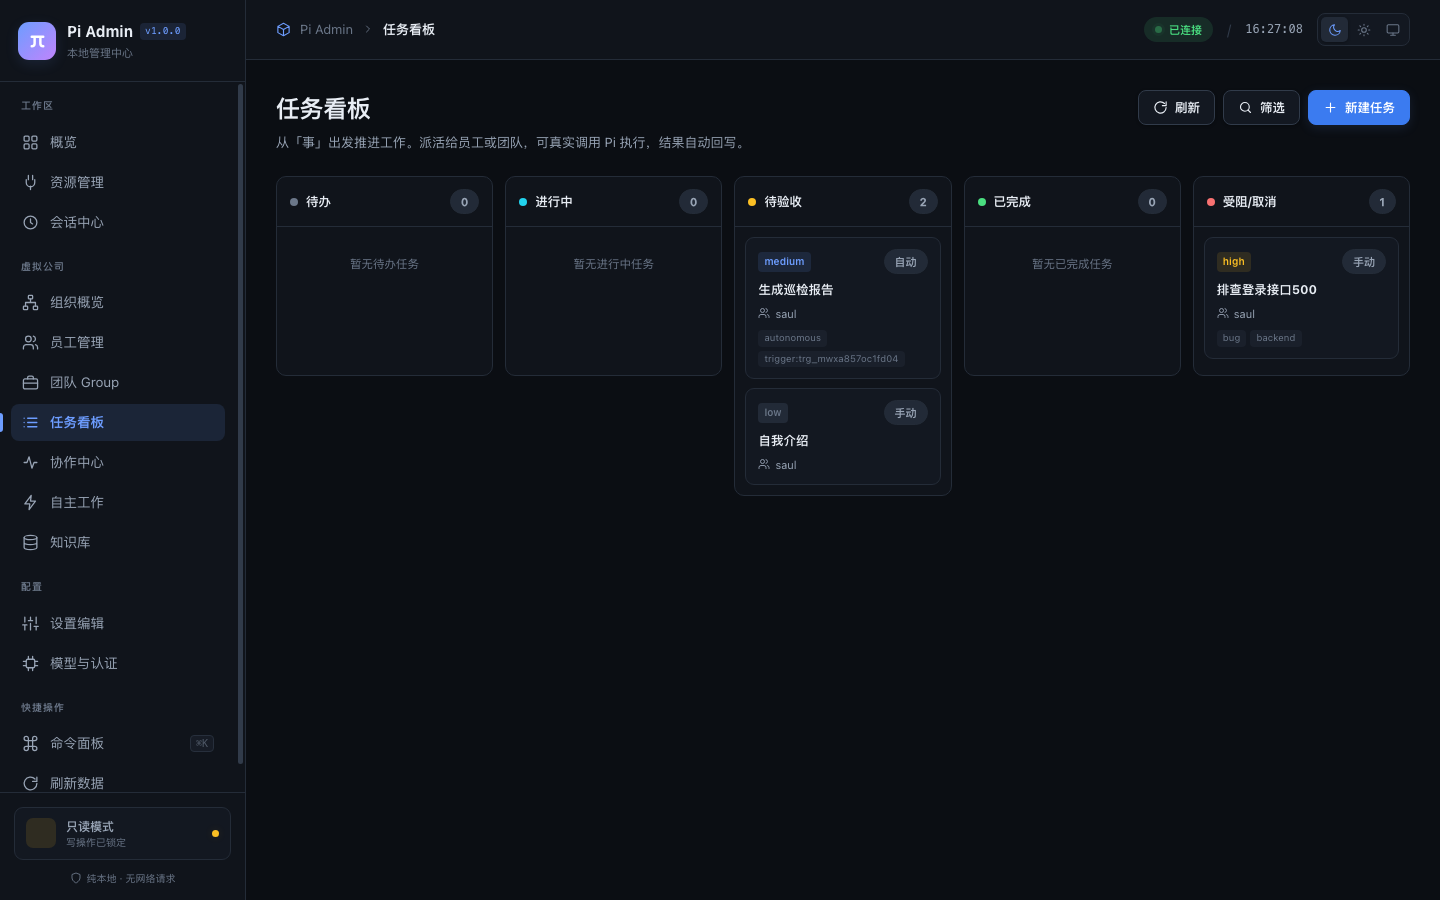 Pi Admin v1.0.0
本地管理中心
工作区
概览
资源管理
会话中心
虚拟公司
组织概览
员工管理
团队 Group
任务看板
协作中心
自主工作
知识库
配置
设置编辑
模型与认证
快捷操作
命令面板 ⌘K
刷新数据
只读模式
写操作已锁定
纯本地 · 无网络请求
Pi Admin > 任务看板
已连接 / 16:27:08
任务看板
从「事」出发推进工作。派活给员工或团队，可真实调用 Pi 执行，结果自动回写。
刷新
筛选
新建任务
待办 0
暂无待办任务
进行中 0
暂无进行中任务
待验收 2
medium 自动
生成巡检报告
saul
autonomous
trigger:trg_mwxa857oc1fd04
low 手动
自我介绍
saul
已完成 0
暂无已完成任务
受阻/取消 1
high 手动
排查登录接口500
saul
bug backend